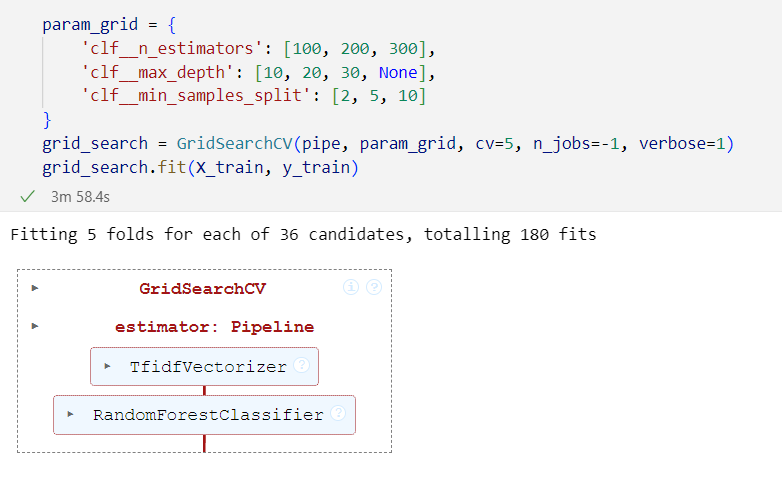 param_grid = {
    'clf__n_estimators': [100, 200, 300],
    'clf__max_depth': [10, 20, 30, None],
    'clf__min_samples_split': [2, 5, 10]
}
grid_search = GridSearchCV(pipe, param_grid, cv=5, n_jobs=-1, verbose=1)
grid_search.fit(X_train, y_train)
3m 58.4s
Fitting 5 folds for each of 36 candidates, totalling 180 fits
GridSearchCV i ?
estimator: Pipeline
TfidfVectorizer ?
RandomForestClassifier ?